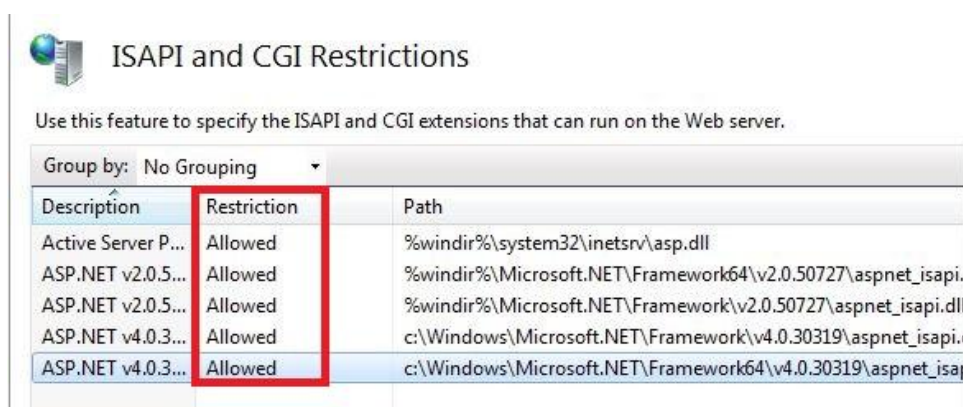 ISAPI and CGI Restrictions
Use this feature to specify the ISAPI and CGI extensions that can run on the Web server.
Group by: No Grouping
Description Restriction Path
Active Server P... Allowed %windir%\system32\inetsrv\asp.dll
ASP.NET v2.0.5... Allowed %windir%\Microsoft.NET\Framework64\v2.0.50727\aspnet_isapi.
ASP.NET v2.0.5... Allowed %windir%\Microsoft.NET\Framework\v2.0.50727\aspnet_isapi.dll
ASP.NET v4.0.3... Allowed c:\Windows\Microsoft.NET\Framework\v4.0.30319\aspnet_isapi.
ASP.NET v4.0.3... Allowed c:\Windows\Microsoft.NET\Framework64\v4.0.30319\aspnet_isa